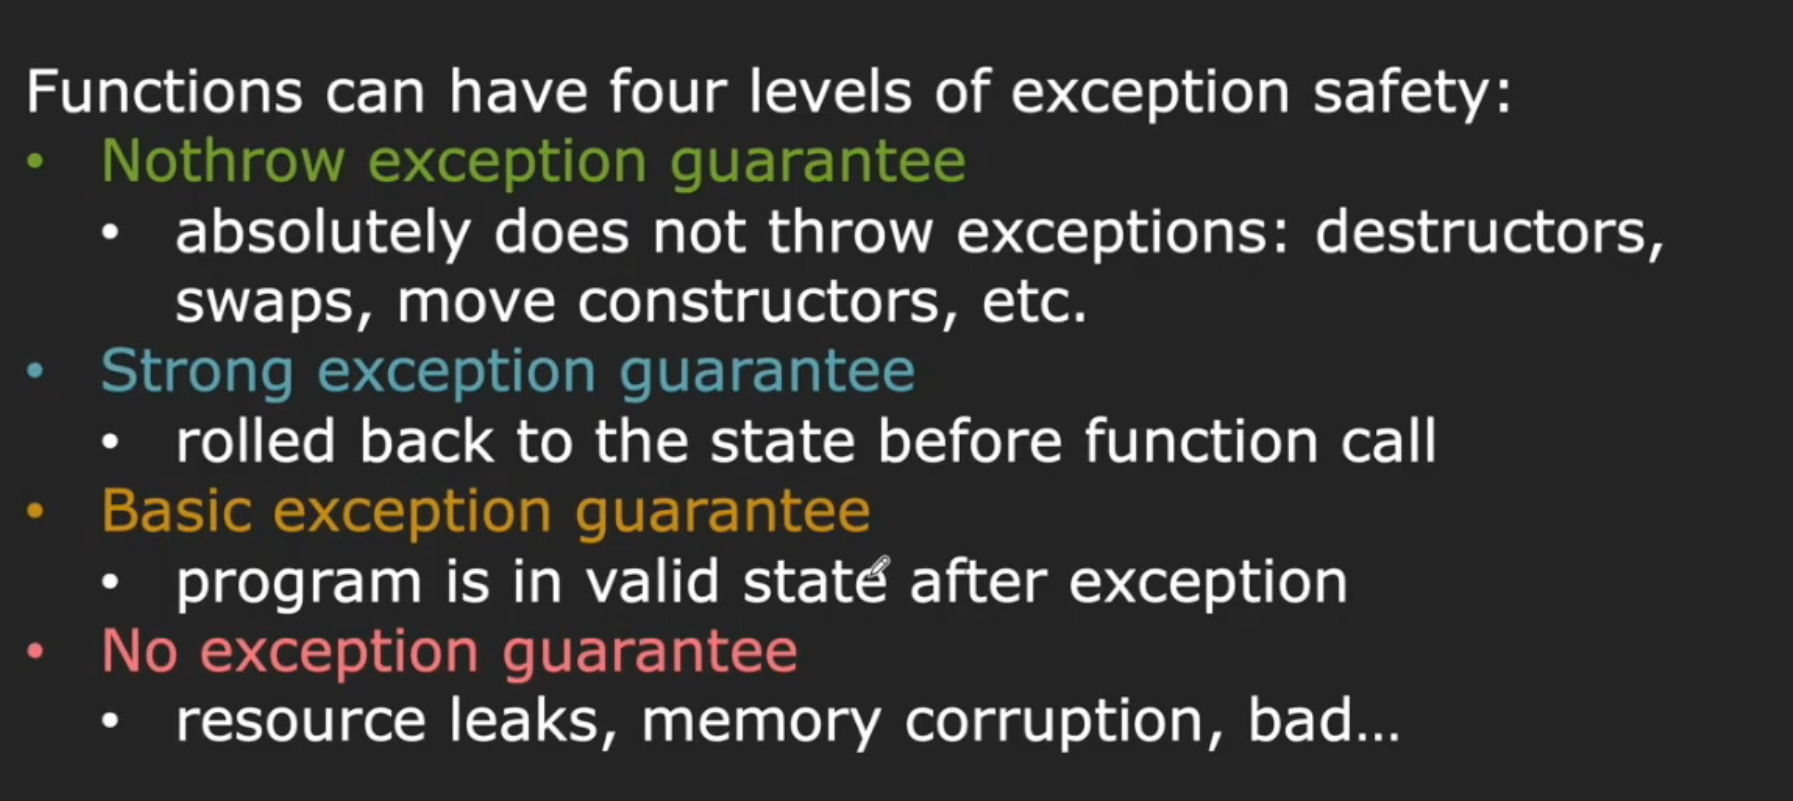 Functions can have four levels of exception safety:
• Nothrow exception guarantee
• absolutely does not throw exceptions: destructors,
swaps, move constructors, etc.
• Strong exception guarantee
• rolled back to the state before function call
• Basic exception guarantee
• program is in valid state after exception
• No exception guarantee
• resource leaks, memory corruption, bad...